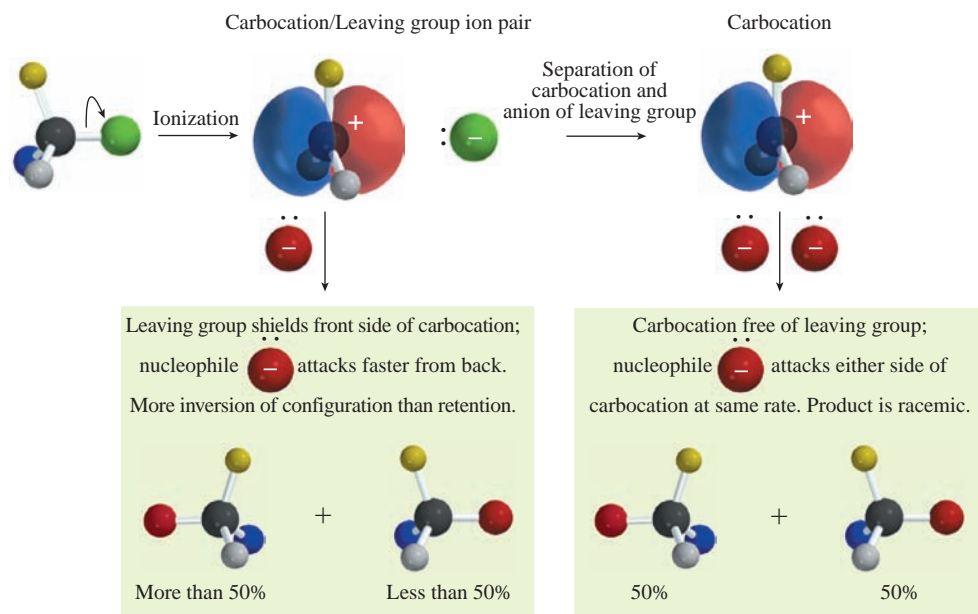 Carbocation/Leaving group ion pair
Carbocation
Ionization
+
:
−
Separation of
carbocation and
anion of leaving group
+
··
−
··
−
··
−
Leaving group shields front side of carbocation;
nucleophile ·· − attacks faster from back.
More inversion of configuration than retention.
+
More than 50%
Less than 50%
Carbocation free of leaving group;
nucleophile ·· − attacks either side of
carbocation at same rate. Product is racemic.
+
50%
50%